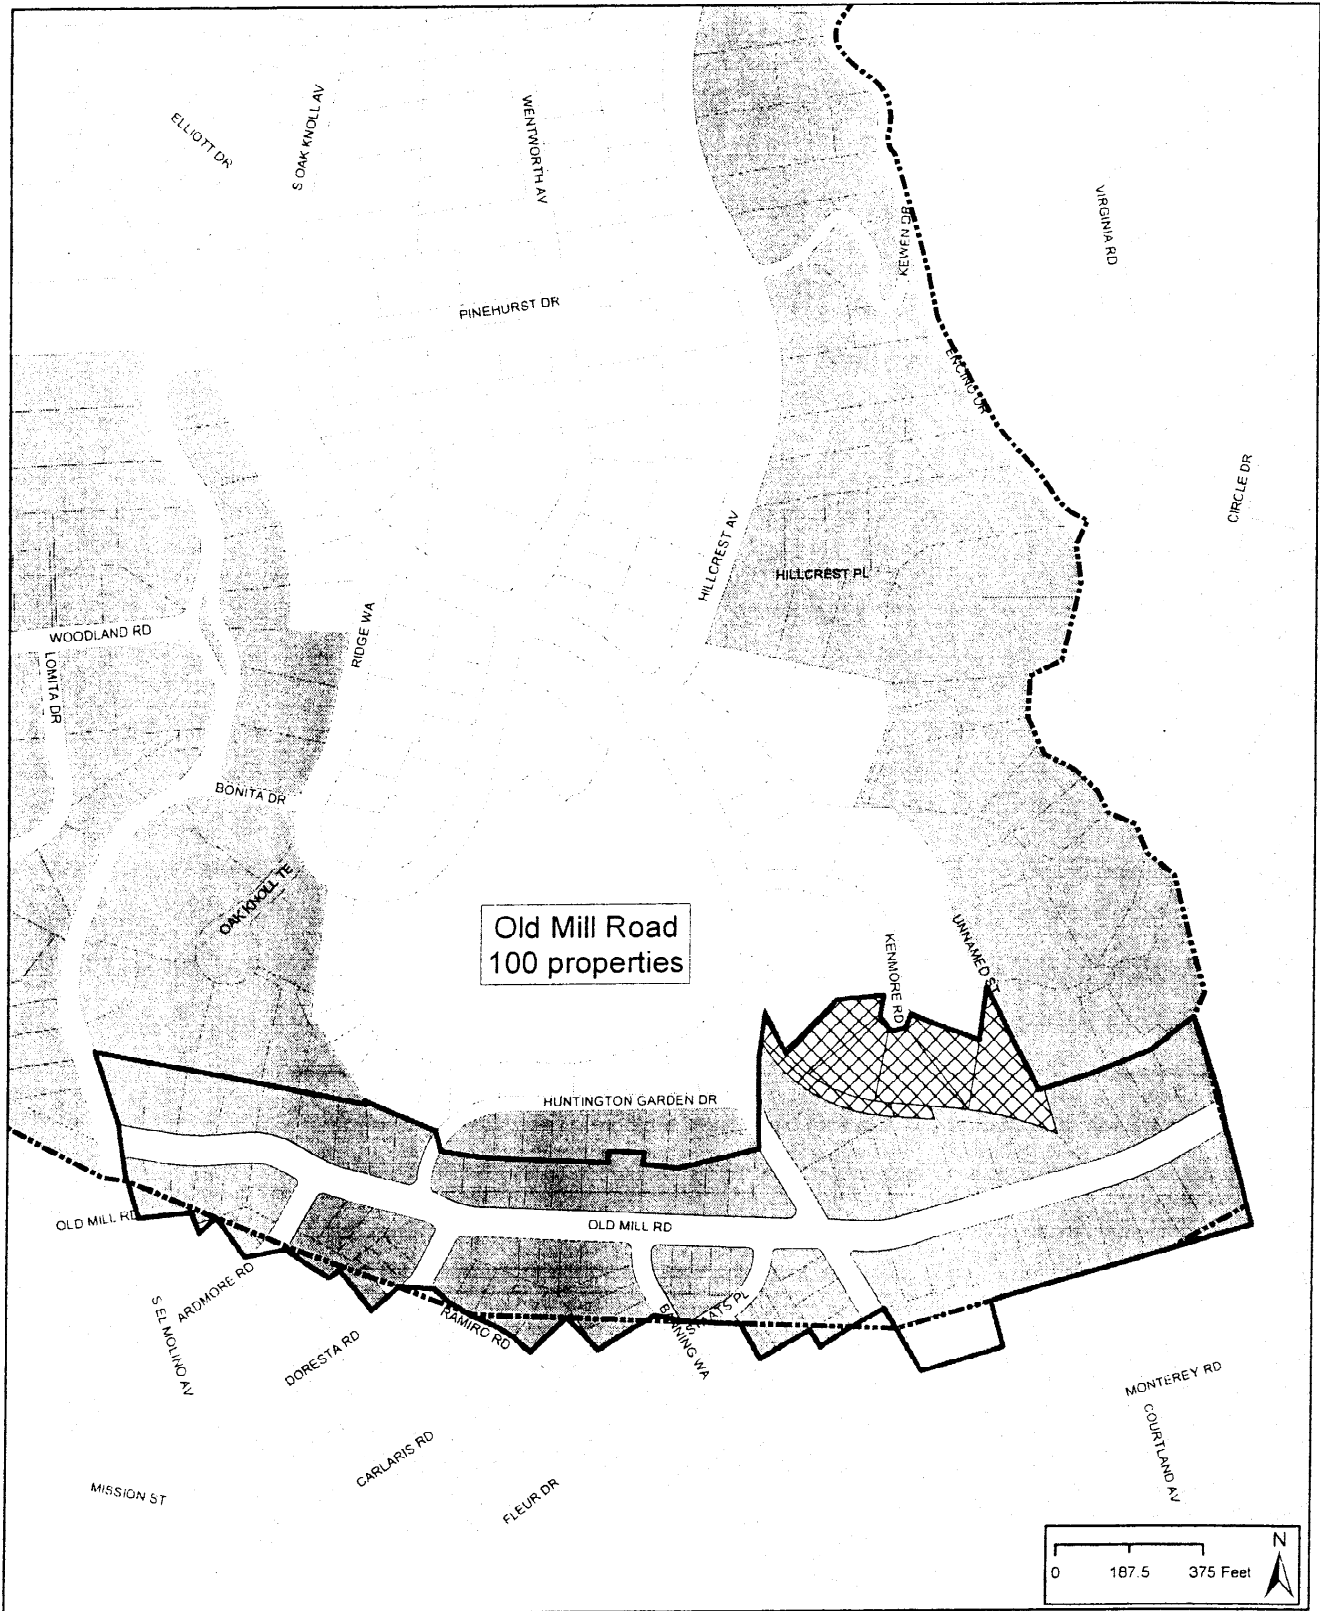 ELLIOTT DR
S OAK KNOLL AV
WENTWORTH AV
VIRGINIA RD
KEWEN DR
PINEHURST DR
ENCINO DR
CIRCLE DR
HILLCREST AV
HILLCREST PL
WOODLAND RD
LOMITA DR
RIDGE WA
BONITA DR
OAK KNOLL TE
Old Mill Road
100 properties
KENMORE RD
UNNAMED ST
HUNTINGTON GARDEN DR
OLD MILL RD
OLD MILL RD
ARDMORE RD
S EL MOLINO AV
DORESTA RD
RAMIRO RD
BANNING WA
MONTEREY RD
COURTLAND AV
CARLARIS RD
FLEUR DR
MISSION ST
N
0 187.5 375 Feet